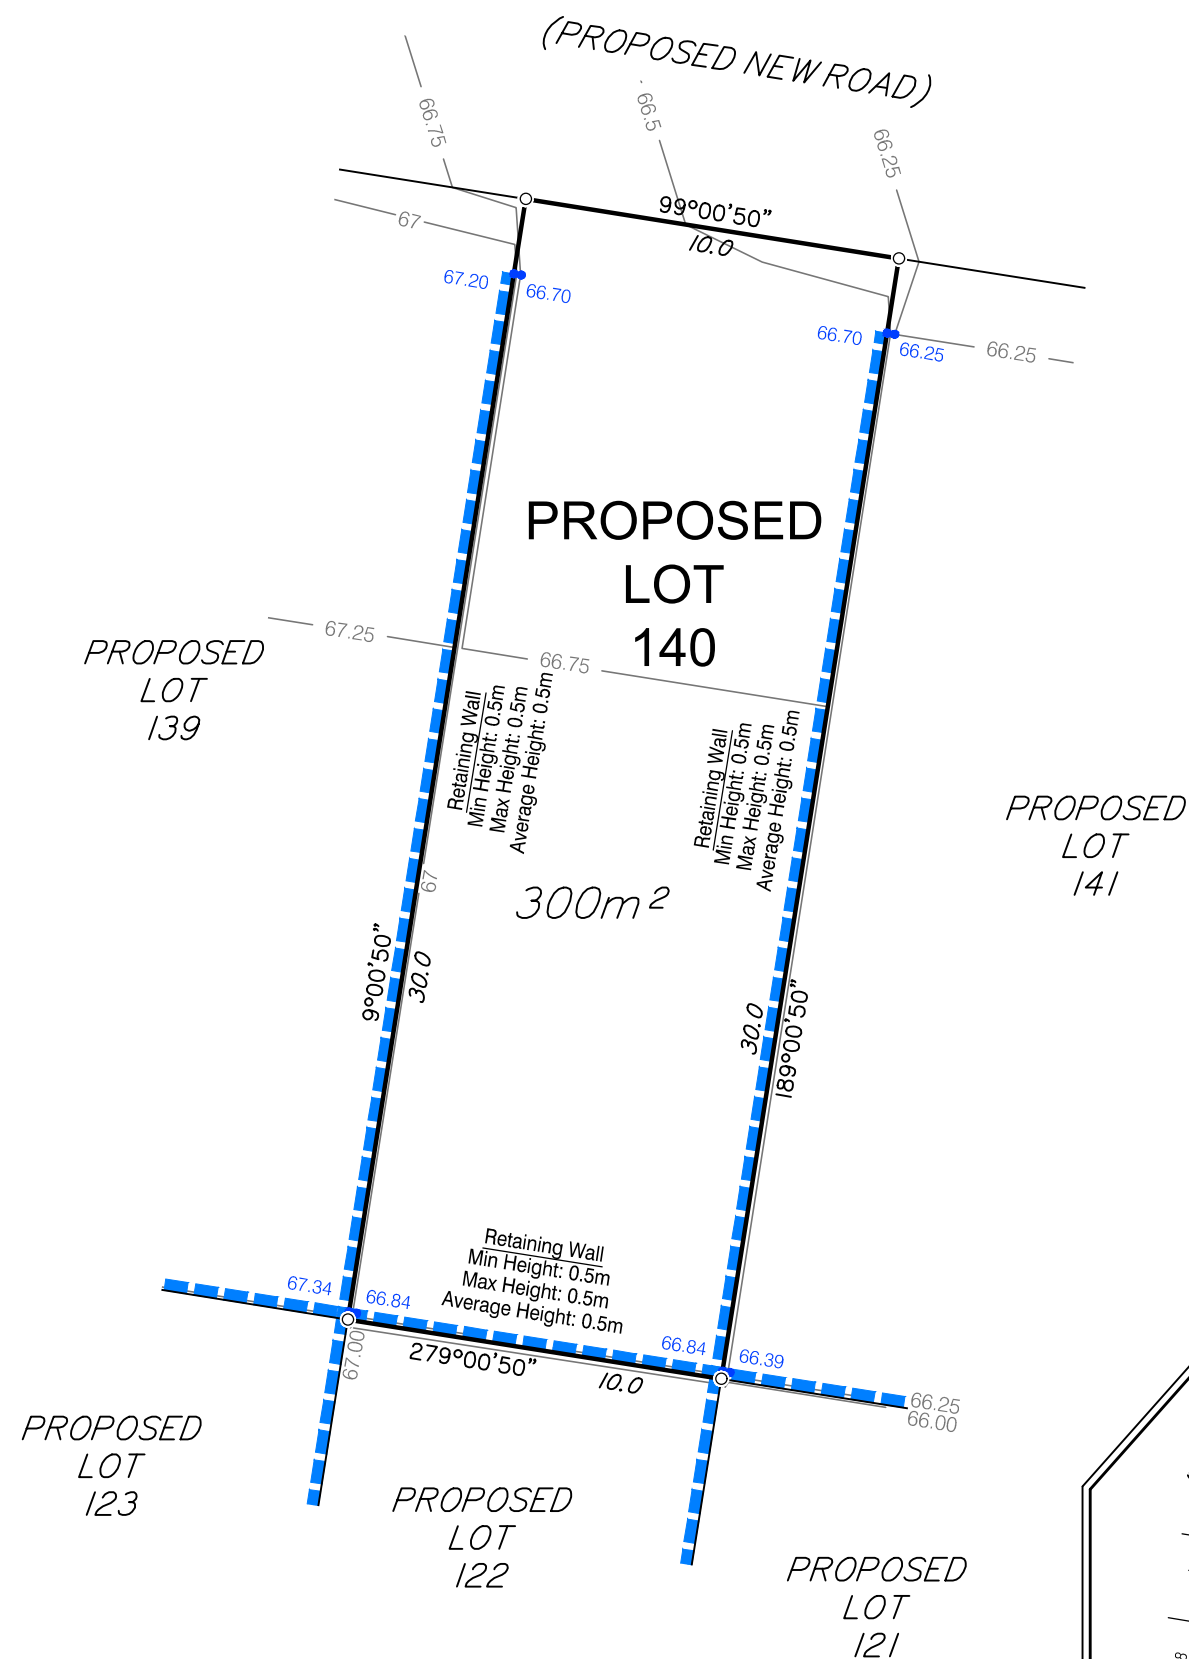 (PROPOSED NEW ROAD)
66.75
66.5
66.25
67
99°00'50"
10.0
67.20
66.70
66.70
66.25
66.25
PROPOSED
LOT
140
67.25
66.75
PROPOSED
LOT
139
Retaining Wall
Min Height: 0.5m
Max Height: 0.5m
Average Height: 0.5m
Retaining Wall
Min Height: 0.5m
Max Height: 0.5m
Average Height: 0.5m
PROPOSED
LOT
141
67
300m²
9°00'50"
30.0
30.0
189°00'50"
Retaining Wall
Min Height: 0.5m
Max Height: 0.5m
Average Height: 0.5m
67.34
66.84
66.84
66.39
67.00
279°00'50"
10.0
66.25
66.00
PROPOSED
LOT
123
PROPOSED
LOT
122
PROPOSED
LOT
121